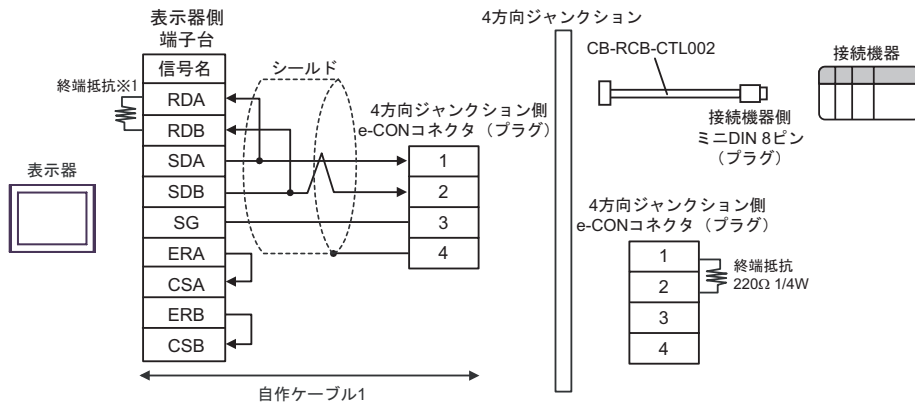 表示器側
端子台
信号名
終端抵抗※1
RDA
RDB
SDA
SDB
SG
ERA
CSA
ERB
CSB
表示器
シールド
4方向ジャンクション側
e-CONコネクタ（プラグ）
1
2
3
4
自作ケーブル1
4方向ジャンクション
CB-RCB-CTL002
接続機器側
ミニDIN 8ピン
（プラグ）
接続機器
4方向ジャンクション側
e-CONコネクタ（プラグ）
1
2
3
4
終端抵抗
220Ω 1/4W